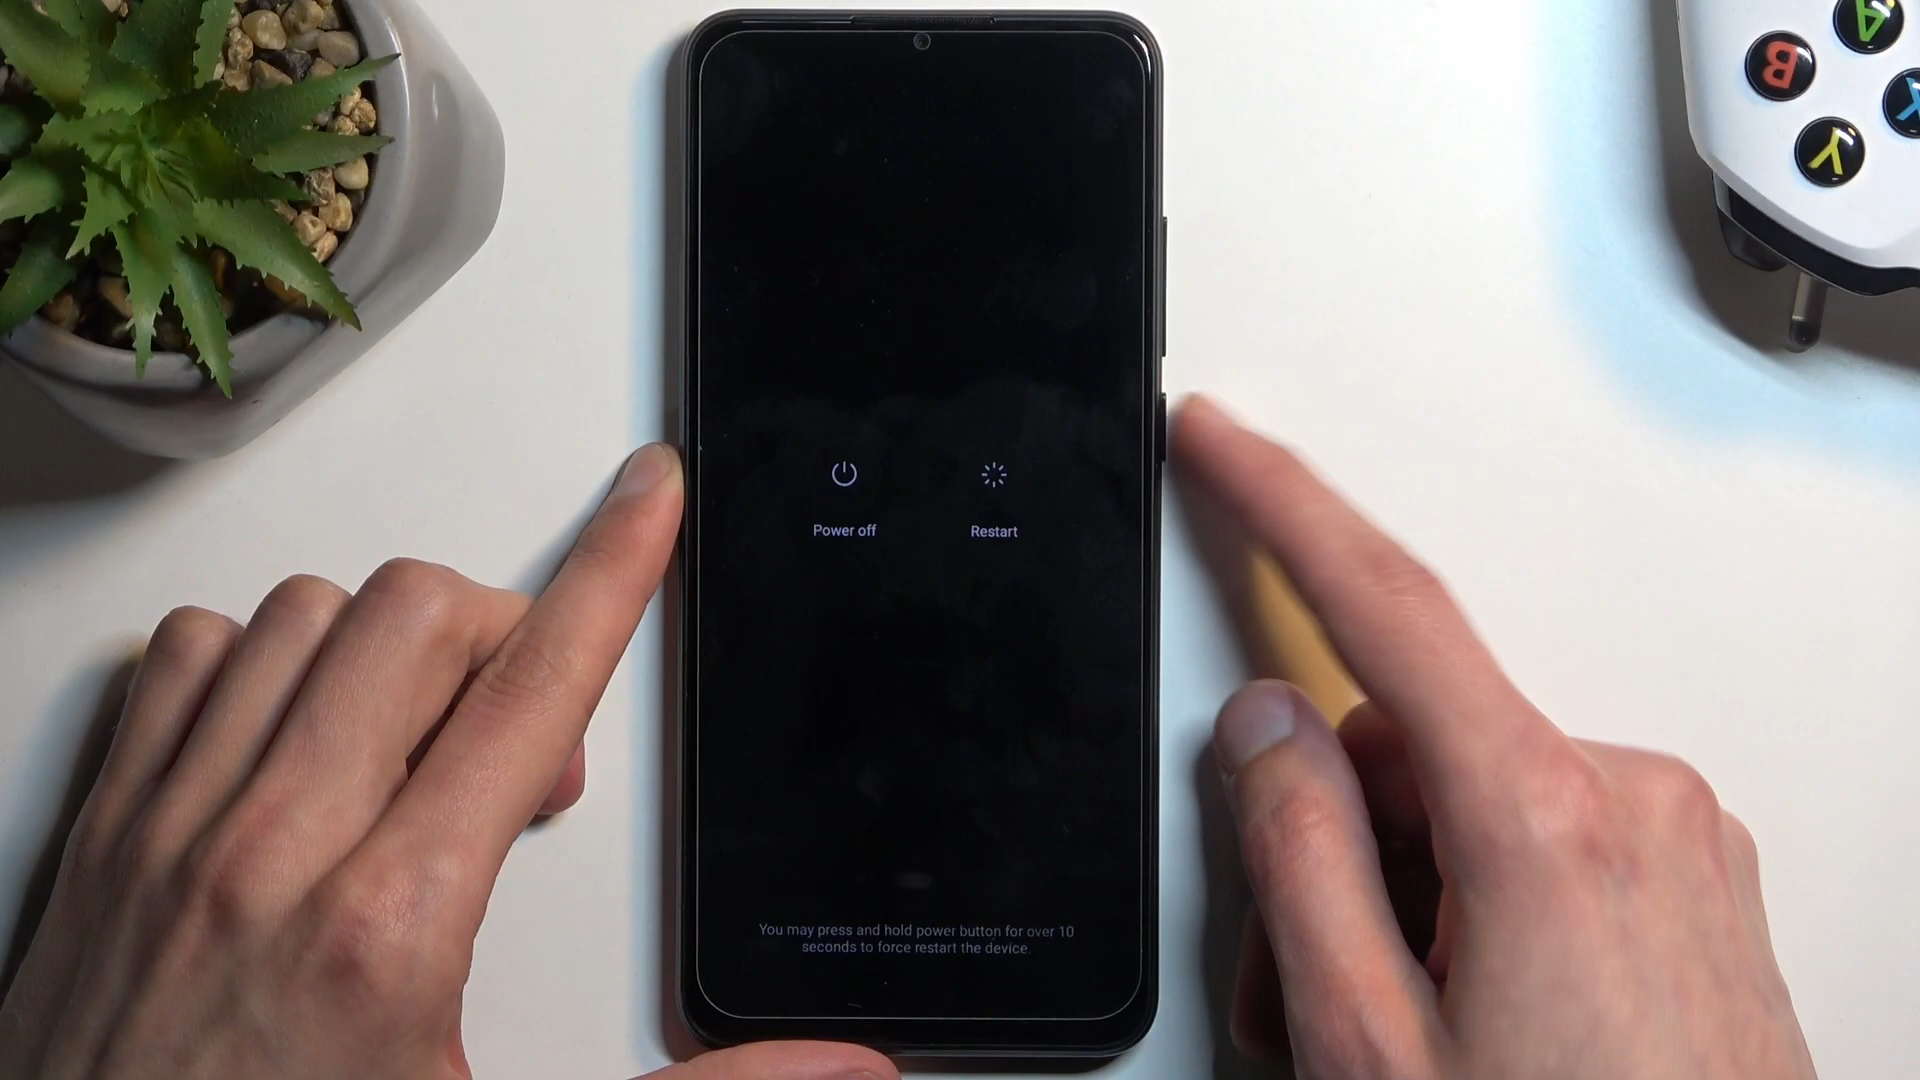 A
B
X
Y
Power off
Restart
You may press and hold power button for over 10
seconds to force restart the device.